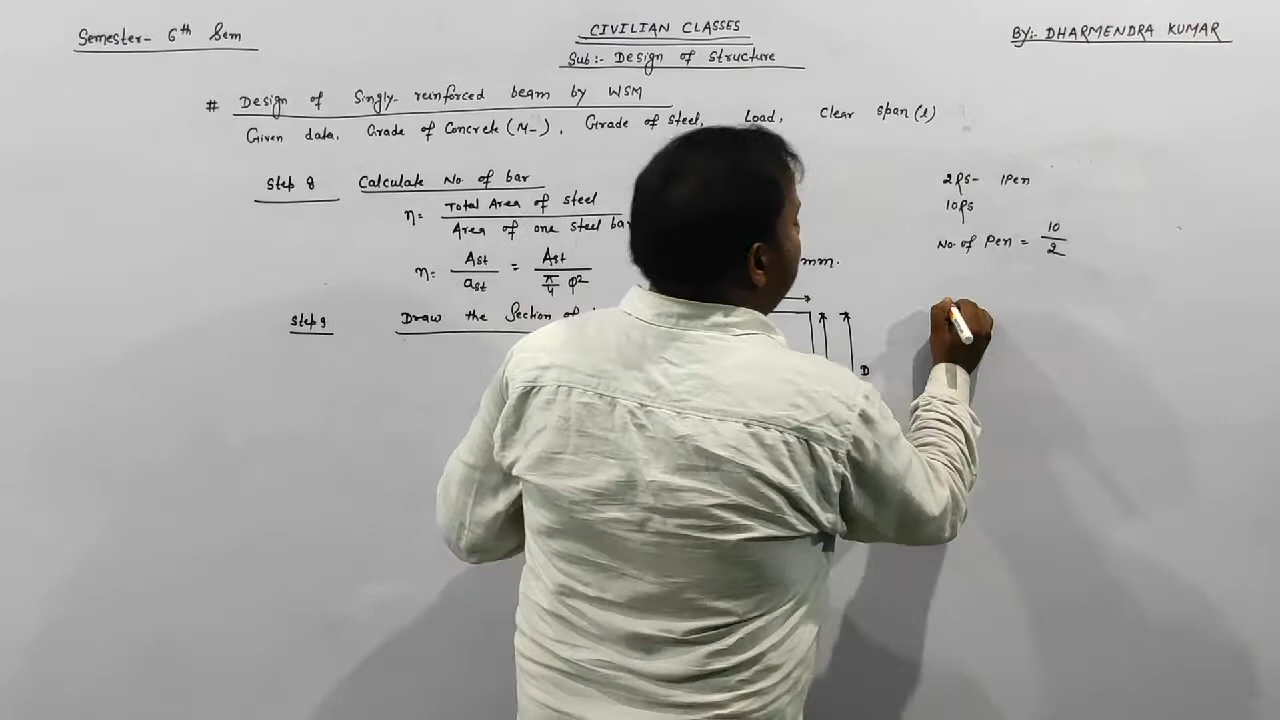 Semester- 6th Sem
CIVILIAN CLASSES
By:- DHARMENDRA KUMAR
Sub:- Design of structure
# Design of Singly- reinforced beam by WSM
Given data, Grade of Concrete (M-), Grade of steel, Load, Clear span (l)
Step 8 Calculate No. of bar
η = Total Area of steel / Area of one steel bar
η = Ast / ast = Ast / π/4 φ²
mm.
Step 9 Draw the Section of
D
2Rs- 1Pen
10Rs
No. of Pen = 10/2